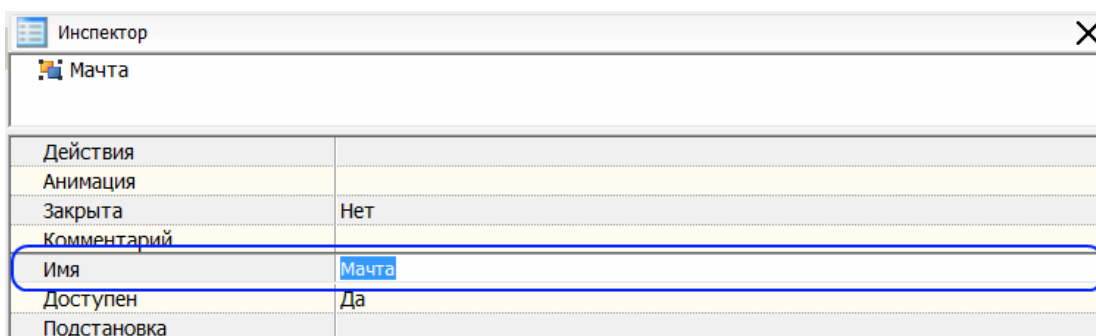 Инспектор
Мачта
Действия
Анимация
Закрыта Нет
Комментарий
Имя Мачта
Доступен Да
Подстановка